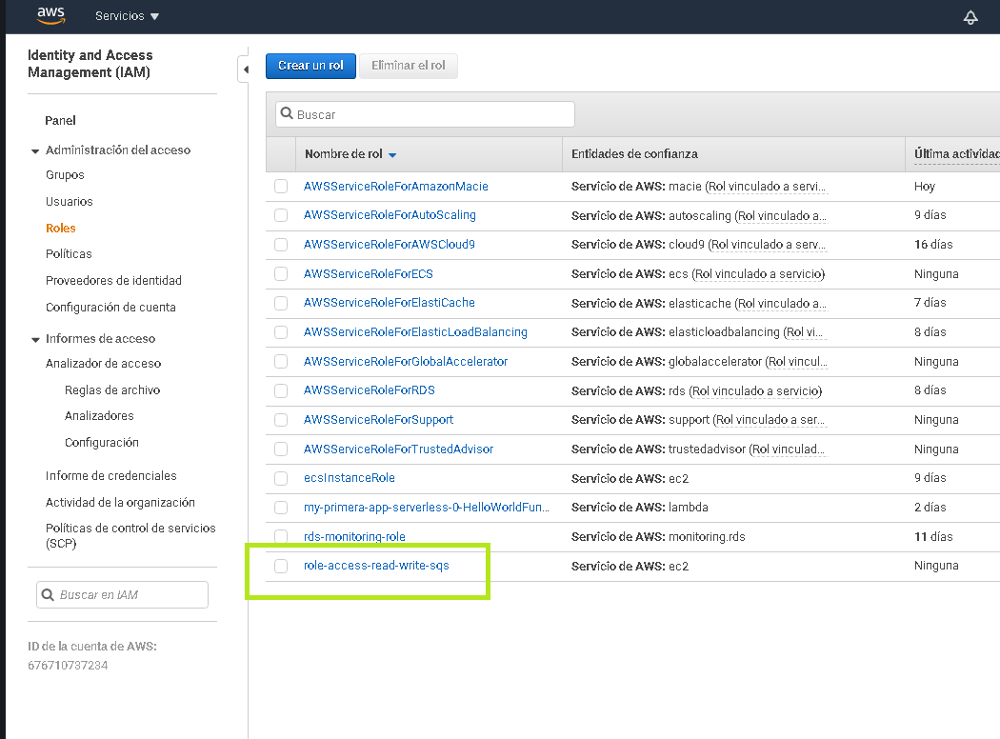 aws Servicios
Identity and Access
Management (IAM)
Panel
Administración del acceso
Grupos
Usuarios
Roles
Políticas
Proveedores de identidad
Configuración de cuenta
Informes de acceso
Analizador de acceso
Reglas de archivo
Analizadores
Configuración
Informe de credenciales
Actividad de la organización
Políticas de control de servicios
(SCP)
Buscar en IAM
ID de la cuenta de AWS:
676710737234
Crear un rol Eliminar el rol
Buscar
Nombre de rol Entidades de confianza Última actividad
AWSServiceRoleForAmazonMacie Servicio de AWS: macie (Rol vinculado a servi... Hoy
AWSServiceRoleForAutoScaling Servicio de AWS: autoscaling (Rol vinculado a... 9 días
AWSServiceRoleForAWSCloud9 Servicio de AWS: cloud9 (Rol vinculado a serv... 16 días
AWSServiceRoleForECS Servicio de AWS: ecs (Rol vinculado a servicio) Ninguna
AWSServiceRoleForElastiCache Servicio de AWS: elasticache (Rol vinculado a... 7 días
AWSServiceRoleForElasticLoadBalancing Servicio de AWS: elasticloadbalancing (Rol vi... 8 días
AWSServiceRoleForGlobalAccelerator Servicio de AWS: globalaccelerator (Rol vincul... Ninguna
AWSServiceRoleForRDS Servicio de AWS: rds (Rol vinculado a servicio) 8 días
AWSServiceRoleForSupport Servicio de AWS: support (Rol vinculado a ser... Ninguna
AWSServiceRoleForTrustedAdvisor Servicio de AWS: trustedadvisor (Rol vinculad... Ninguna
ecsInstanceRole Servicio de AWS: ec2 9 días
my-primera-app-serverless-0-HelloWorldFun... Servicio de AWS: lambda 2 días
rds-monitoring-role Servicio de AWS: monitoring.rds 11 días
role-access-read-write-sqs Servicio de AWS: ec2 Ninguna